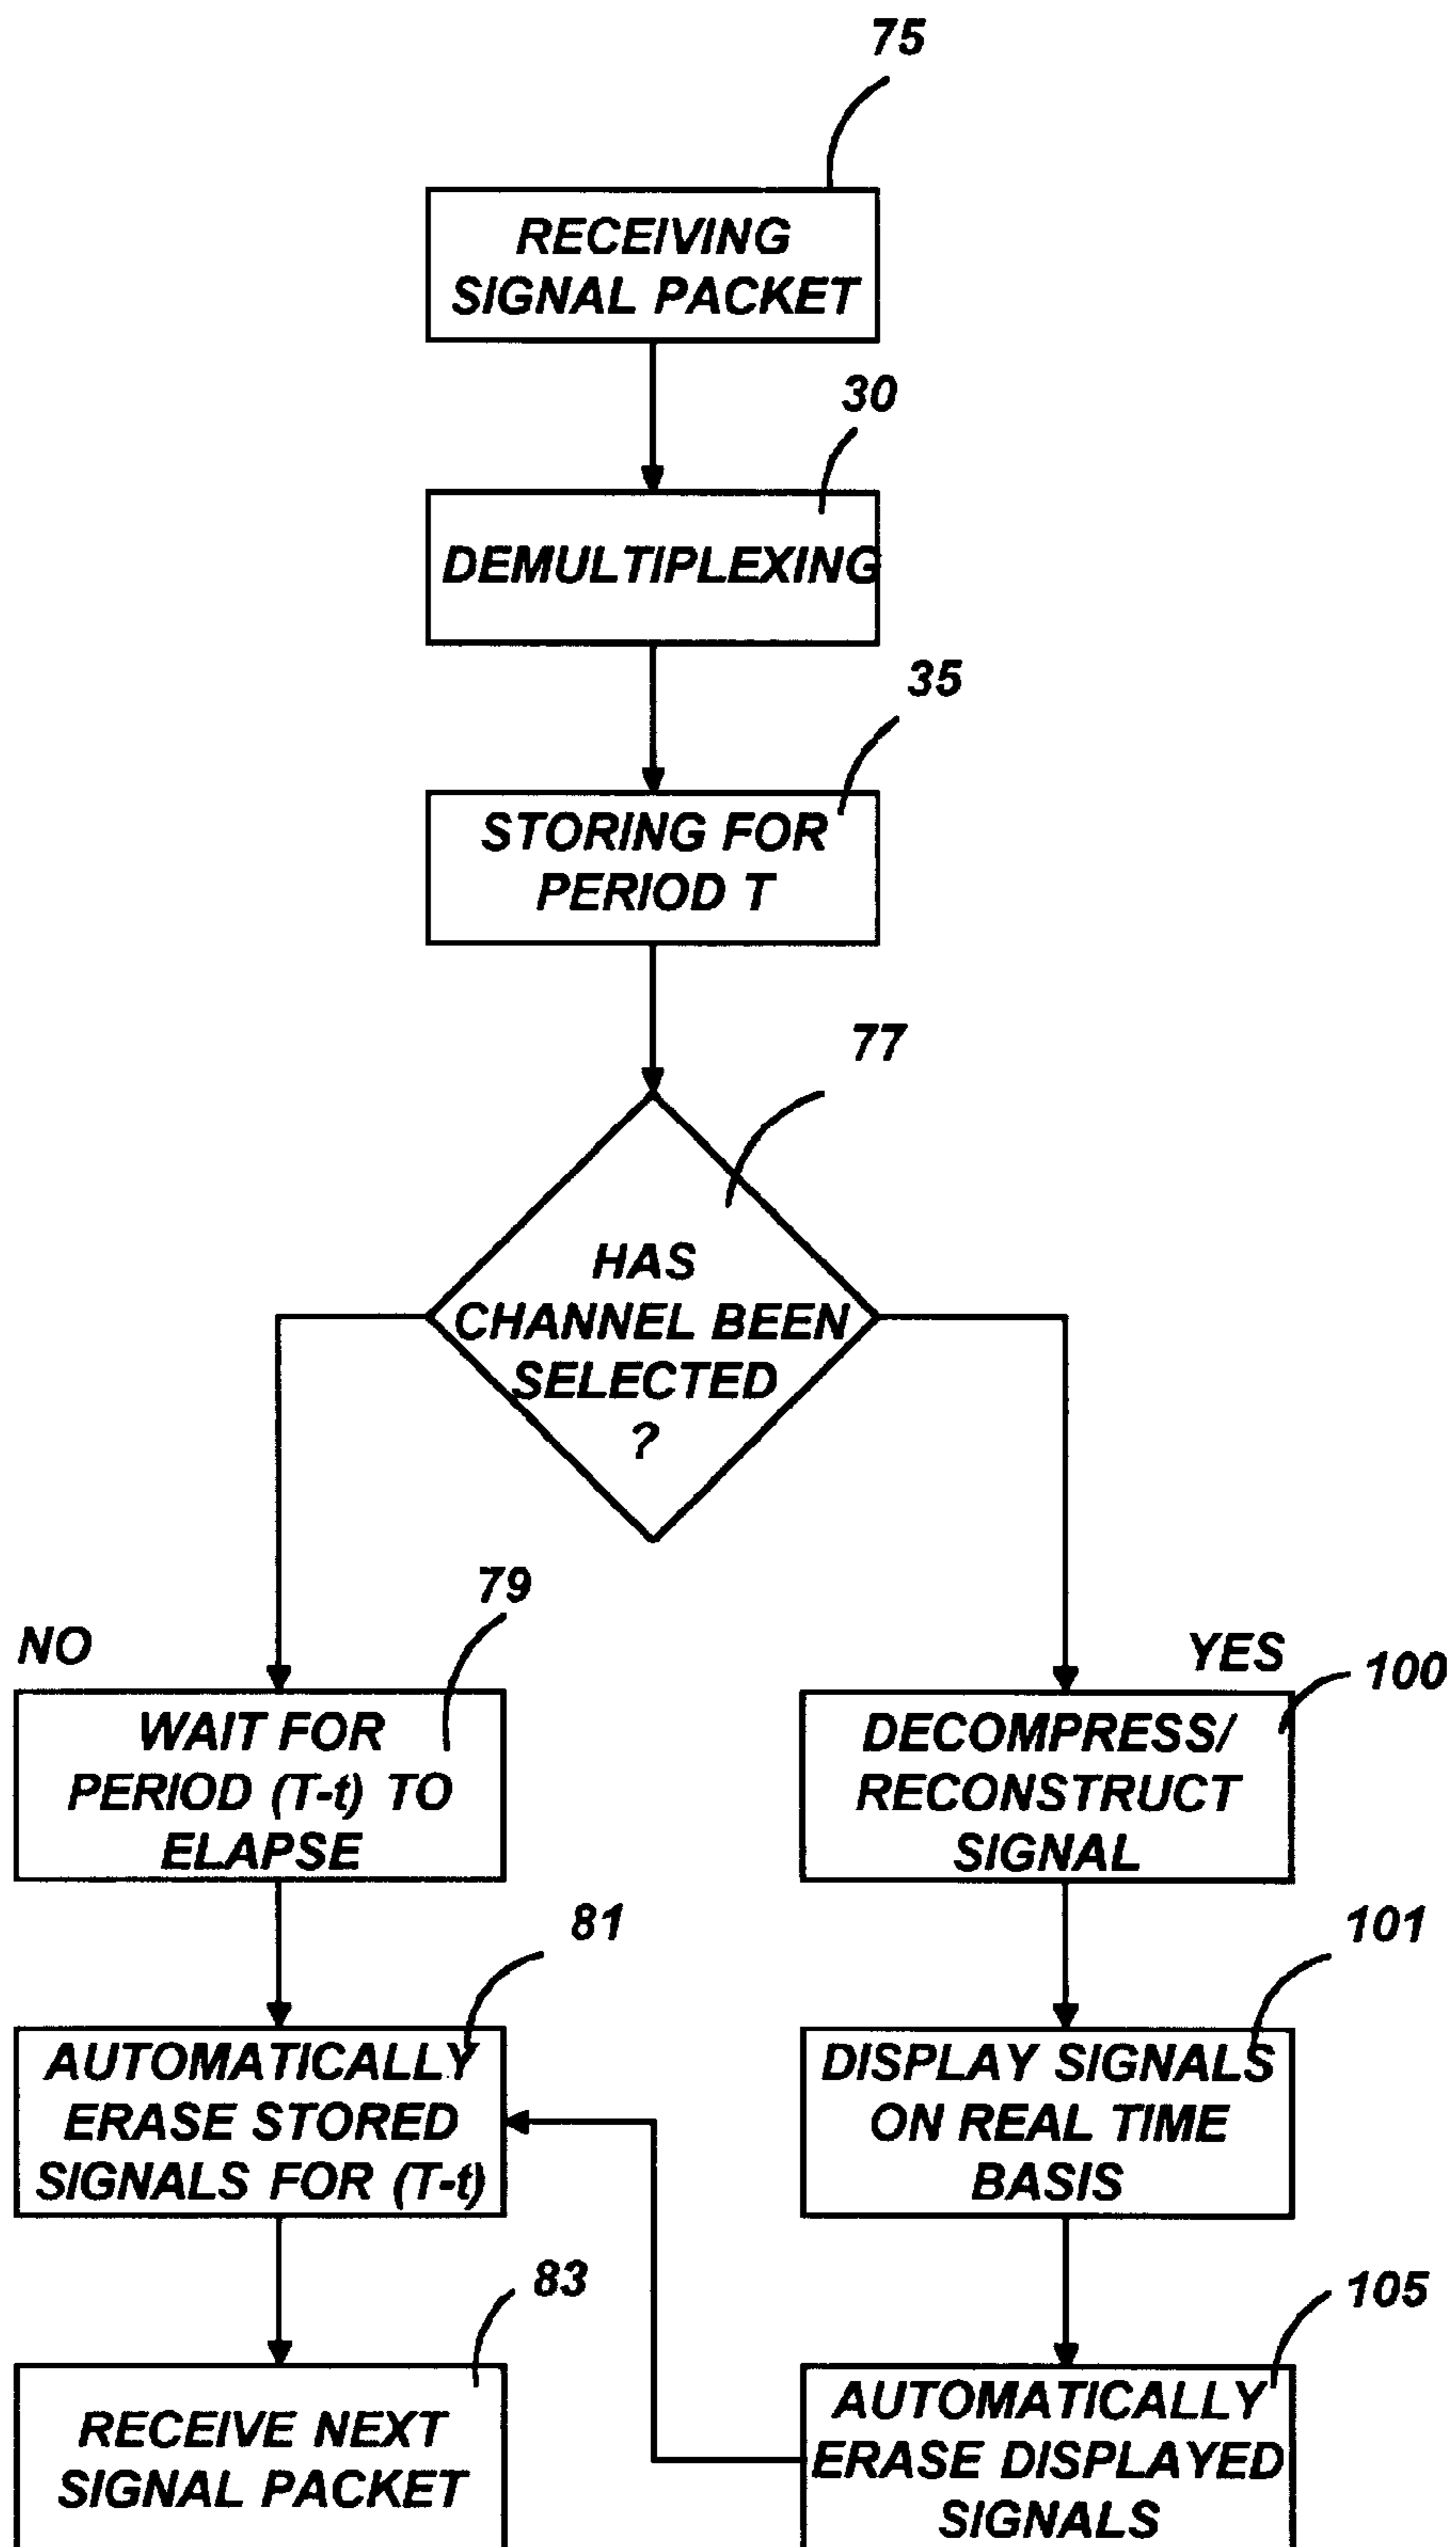 75
RECEIVING
SIGNAL PACKET
30
DEMULTIPLEXING
35
STORING FOR
PERIOD T
77
HAS
CHANNEL BEEN
SELECTED
?
NO
79
WAIT FOR
PERIOD (T-t) TO
ELAPSE
YES
100
DECOMPRESS/
RECONSTRUCT
SIGNAL
81
AUTOMATICALLY
ERASE STORED
SIGNALS FOR (T-t)
101
DISPLAY SIGNALS
ON REAL TIME
BASIS
83
RECEIVE NEXT
SIGNAL PACKET
105
AUTOMATICALLY
ERASE DISPLAYED
SIGNALS